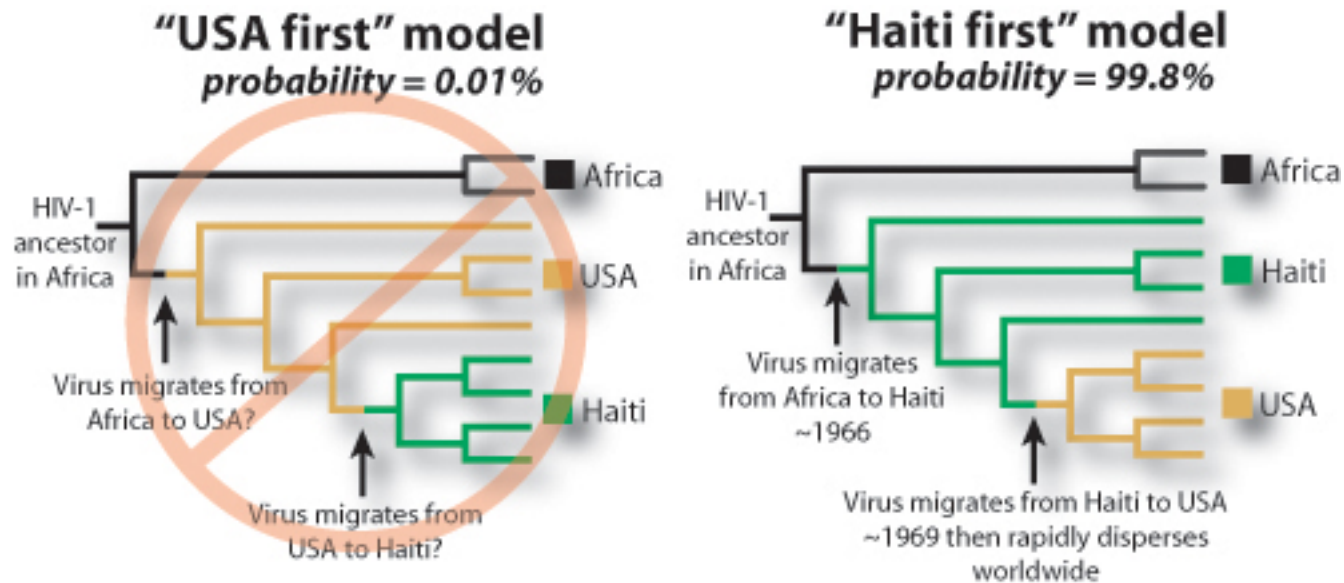 “USA first” model
probability = 0.01%
HIV-1
ancestor
in Africa
Africa
USA
Haiti
Virus migrates from
Africa to USA?
Virus migrates from
USA to Haiti?
“Haiti first” model
probability = 99.8%
HIV-1
ancestor
in Africa
Africa
Haiti
USA
Virus migrates
from Africa to Haiti
~1966
Virus migrates from Haiti to USA
~1969 then rapidly disperses
worldwide